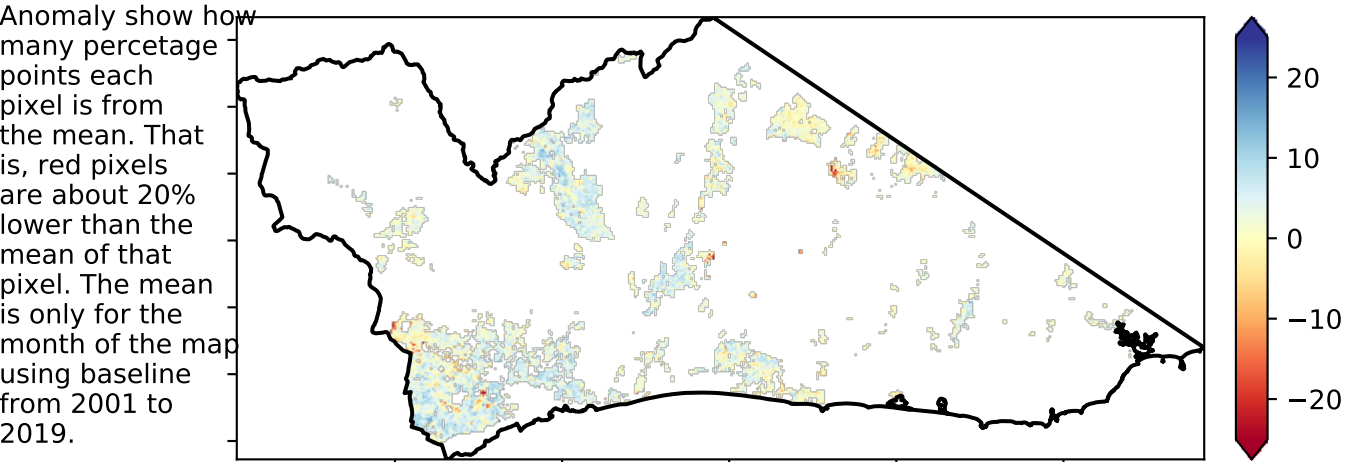 Anomaly show how
many percetage
points each
pixel is from
the mean. That
is, red pixels
are about 20%
lower than the
mean of that
pixel. The mean
is only for the
month of the map
using baseline
from 2001 to
2019.
20
10
0
−10
−20